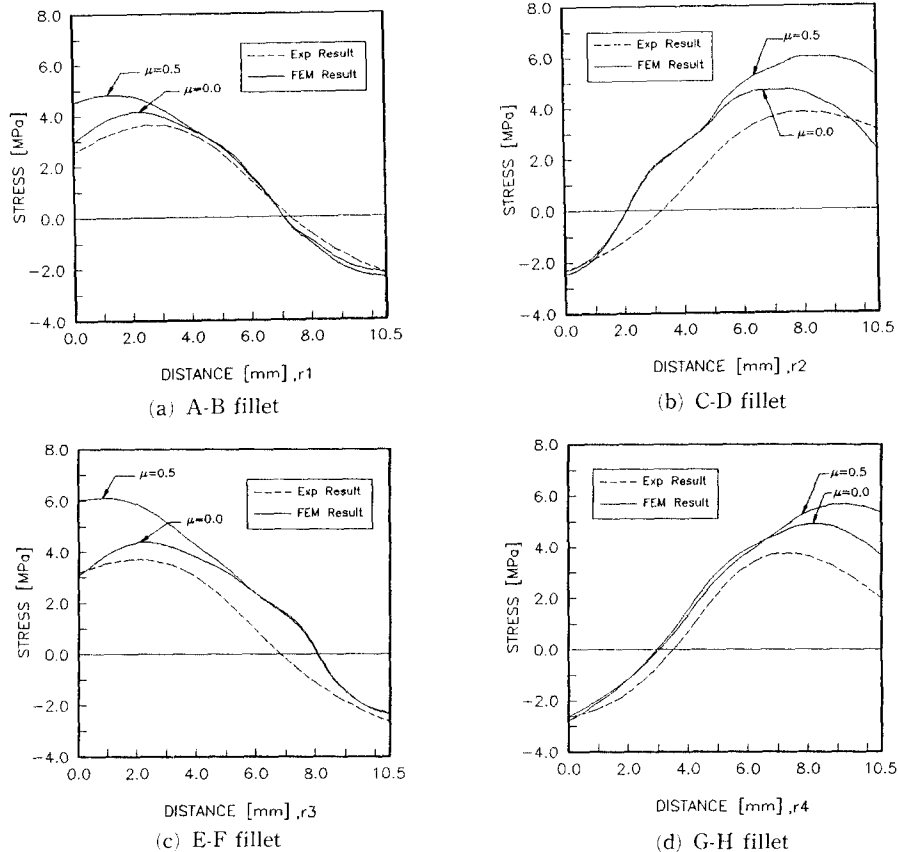 8.0
6.0
4.0
2.0
0.0
−2.0
−4.0
STRESS [MPa]
Exp Result
FEM Result
μ=0.5
μ=0.0
0.0 2.0 4.0 6.0 8.0 10.5
DISTANCE [mm] ,r1
(a) A-B fillet
8.0
6.0
4.0
2.0
0.0
−2.0
−4.0
STRESS [MPa]
Exp Result
FEM Result
μ=0.5
μ=0.0
0.0 2.0 4.0 6.0 8.0 10.5
DISTANCE [mm] ,r2
(b) C-D fillet
8.0
6.0
4.0
2.0
0.0
−2.0
−4.0
STRESS [MPa]
Exp Result
FEM Result
μ=0.5
μ=0.0
0.0 2.0 4.0 6.0 8.0 10.5
DISTANCE [mm] ,r3
(c) E-F fillet
8.0
6.0
4.0
2.0
0.0
−2.0
−4.0
STRESS [MPa]
Exp Result
FEM Result
μ=0.5
μ=0.0
0.0 2.0 4.0 6.0 8.0 10.5
DISTANCE [mm] ,r4
(d) G-H fillet